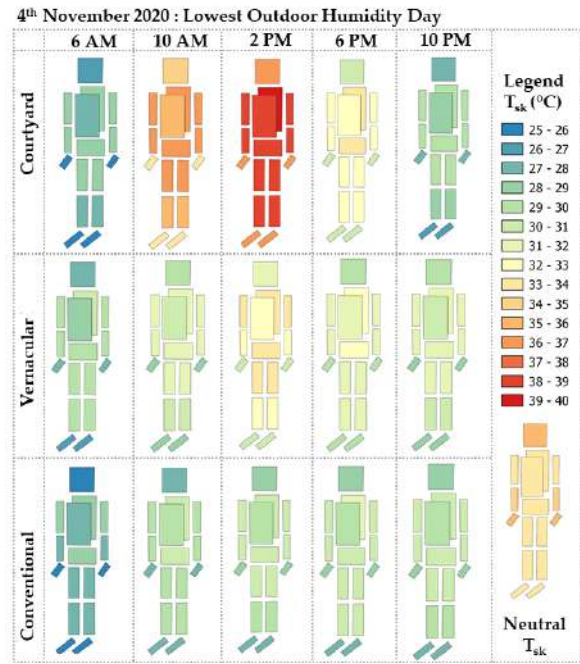 4th November 2020 : Lowest Outdoor Humidity Day
6 AM 10 AM 2 PM 6 PM 10 PM
Courtyard
Vernacular
Conventional
Legend
Tsk (°C)
25 - 26
26 - 27
27 - 28
28 - 29
29 - 30
30 - 31
31 - 32
32 - 33
33 - 34
34 - 35
35 - 36
36 - 37
37 - 38
38 - 39
39 - 40
Neutral
Tsk